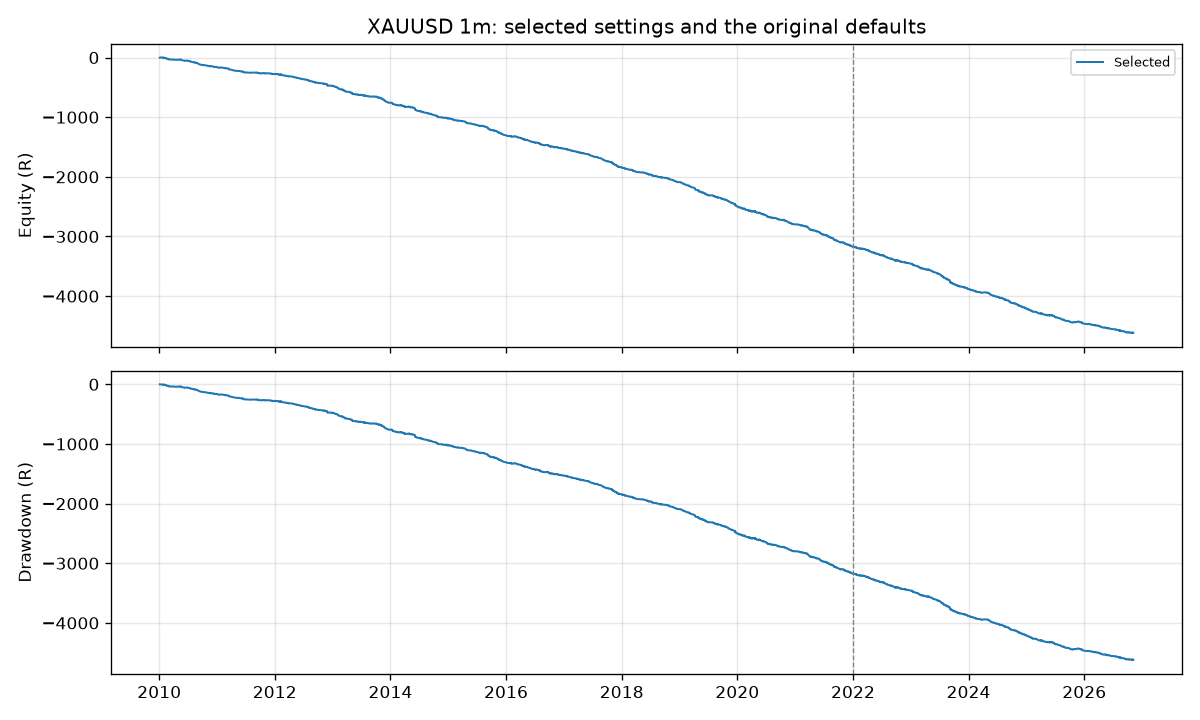 XAUUSD 1m: selected settings and the original defaults
Selected
Equity (R)
0
−1000
−2000
−3000
−4000
Drawdown (R)
0
−1000
−2000
−3000
−4000
2010 2012 2014 2016 2018 2020 2022 2024 2026